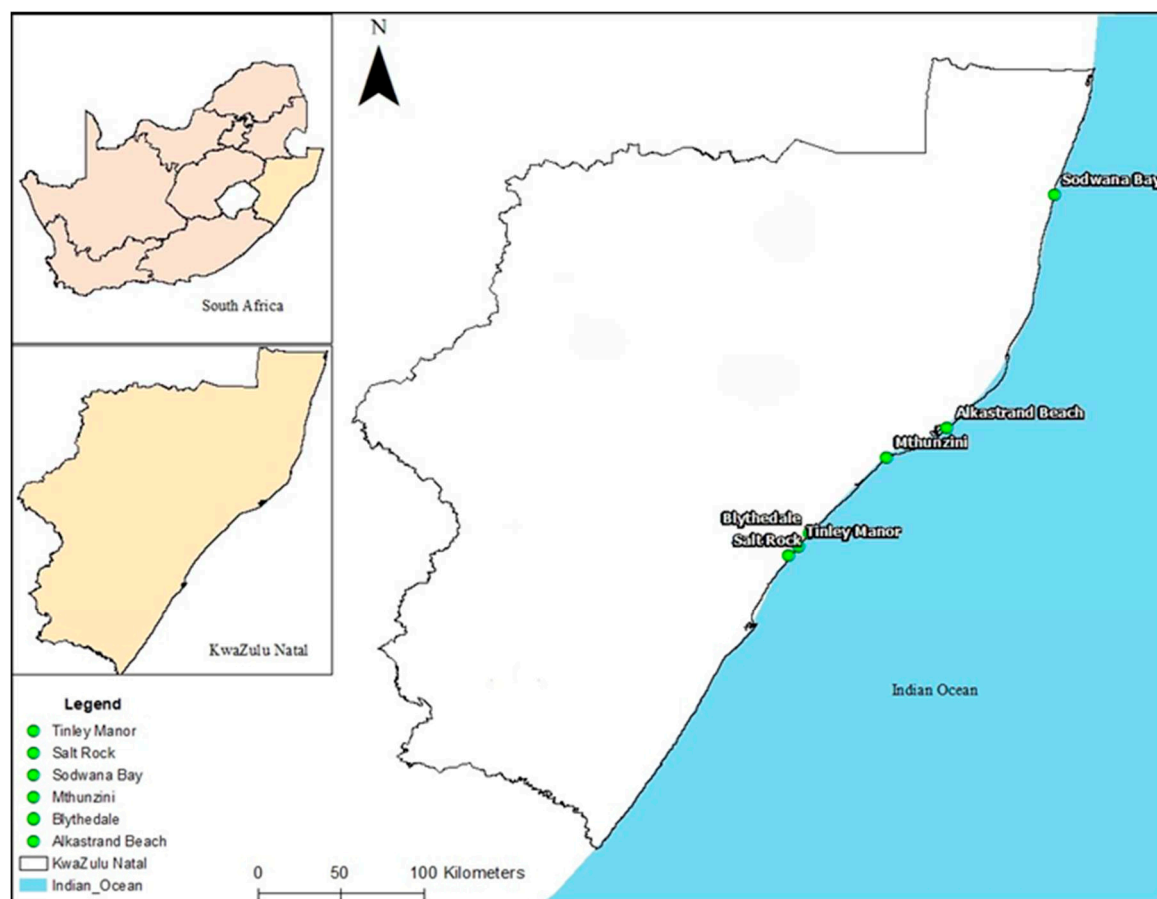 South Africa
KwaZulu Natal
N
Sodwana Bay
Alkastrand Beach
Mthunzini
Blythedale
Tinley Manor
Salt Rock
Indian Ocean
Legend
Tinley Manor
Salt Rock
Sodwana Bay
Mthunzini
Blythedale
Alkastrand Beach
KwaZulu Natal
Indian_Ocean
0 50 100 Kilometers